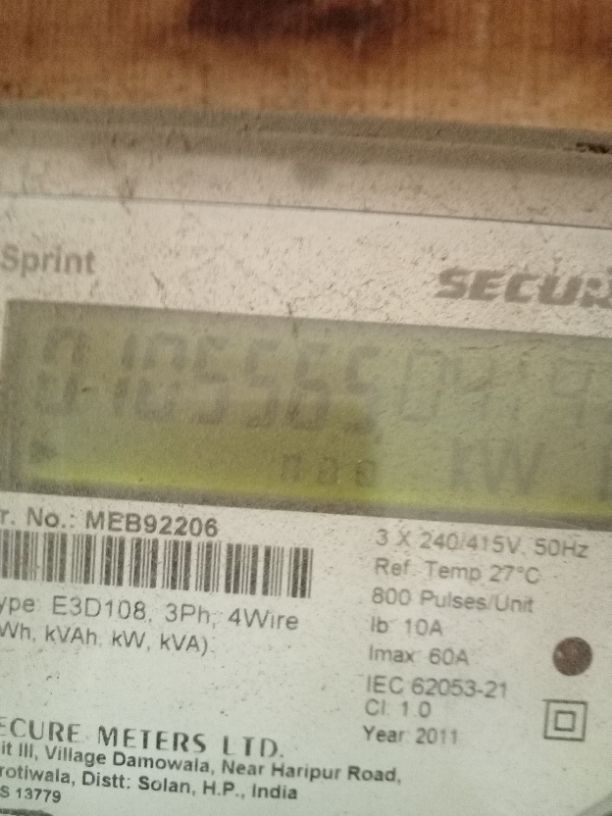 Sprint
SECUR
kW
r. No.: MEB92206
ype: E3D108, 3Ph, 4Wire
Wh, kVAh, kW, kVA).
3 X 240/415V, 50Hz
Ref. Temp 27°C
800 Pulses/Unit
Ib 10A
Imax 60A
IEC 62053-21
Cl. 1.0
Year 2011
ECURE METERS LTD.
it III, Village Damowala, Near Haripur Road,
rotiwala, Distt: Solan, H.P., India
S 13779